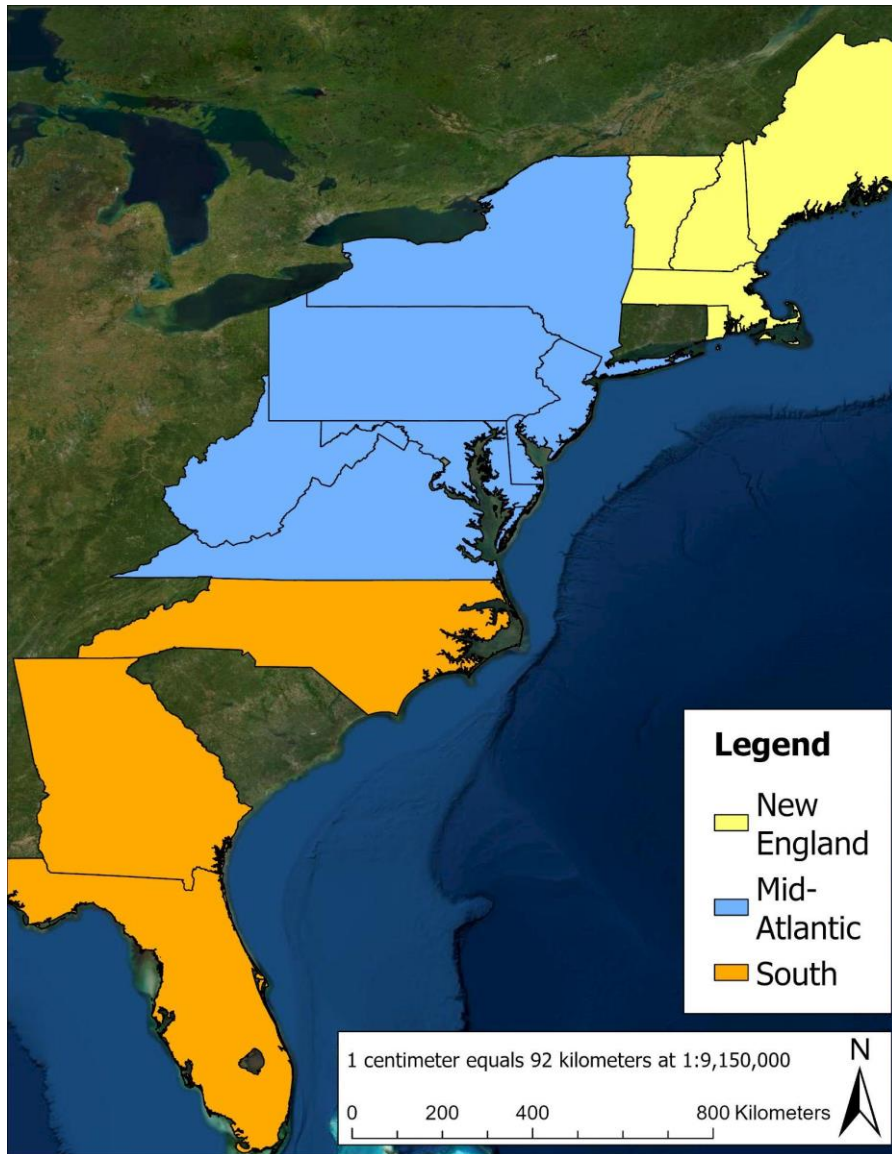 Legend
New
England
Mid-
Atlantic
South
1 centimeter equals 92 kilometers at 1:9,150,000
N
0 200 400 800 Kilometers